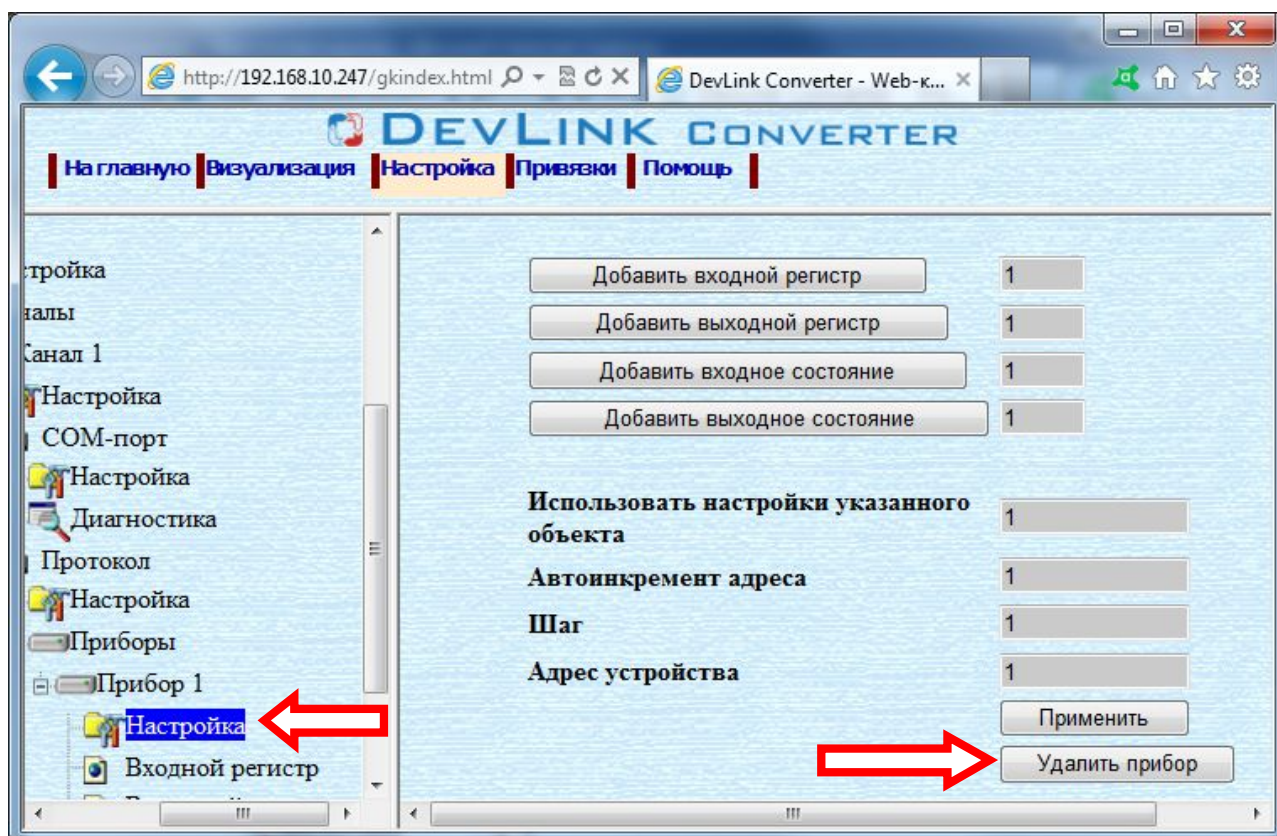 http://192.168.10.247/gkindex.html
DevLink Converter - Web-к...
DEVLINK CONVERTER
На главную Визуализация Настройка Привязки Помощь
стройка
налы
Канал 1
Настройка
COM-порт
Настройка
Диагностика
Протокол
Настройка
Приборы
Прибор 1
Настройка
Входной регистр
Добавить входной регистр 1
Добавить выходной регистр 1
Добавить входное состояние 1
Добавить выходное состояние 1
Использовать настройки указанного
объекта 1
Автоинкремент адреса 1
Шаг 1
Адрес устройства 1
Применить
Удалить прибор